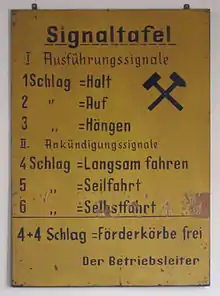 Signaltafel
I Ausführungssignale
1 Schlag = Halt
2 „ = Auf
3 „ = Hängen
II. Ankündigungssignale
4 Schlag = Langsam fahren
5 „ = Seilfahrt
6 „ = Selbstfahrt
4+4 Schlag = Förderkörbe frei
Der Betriebsleiter